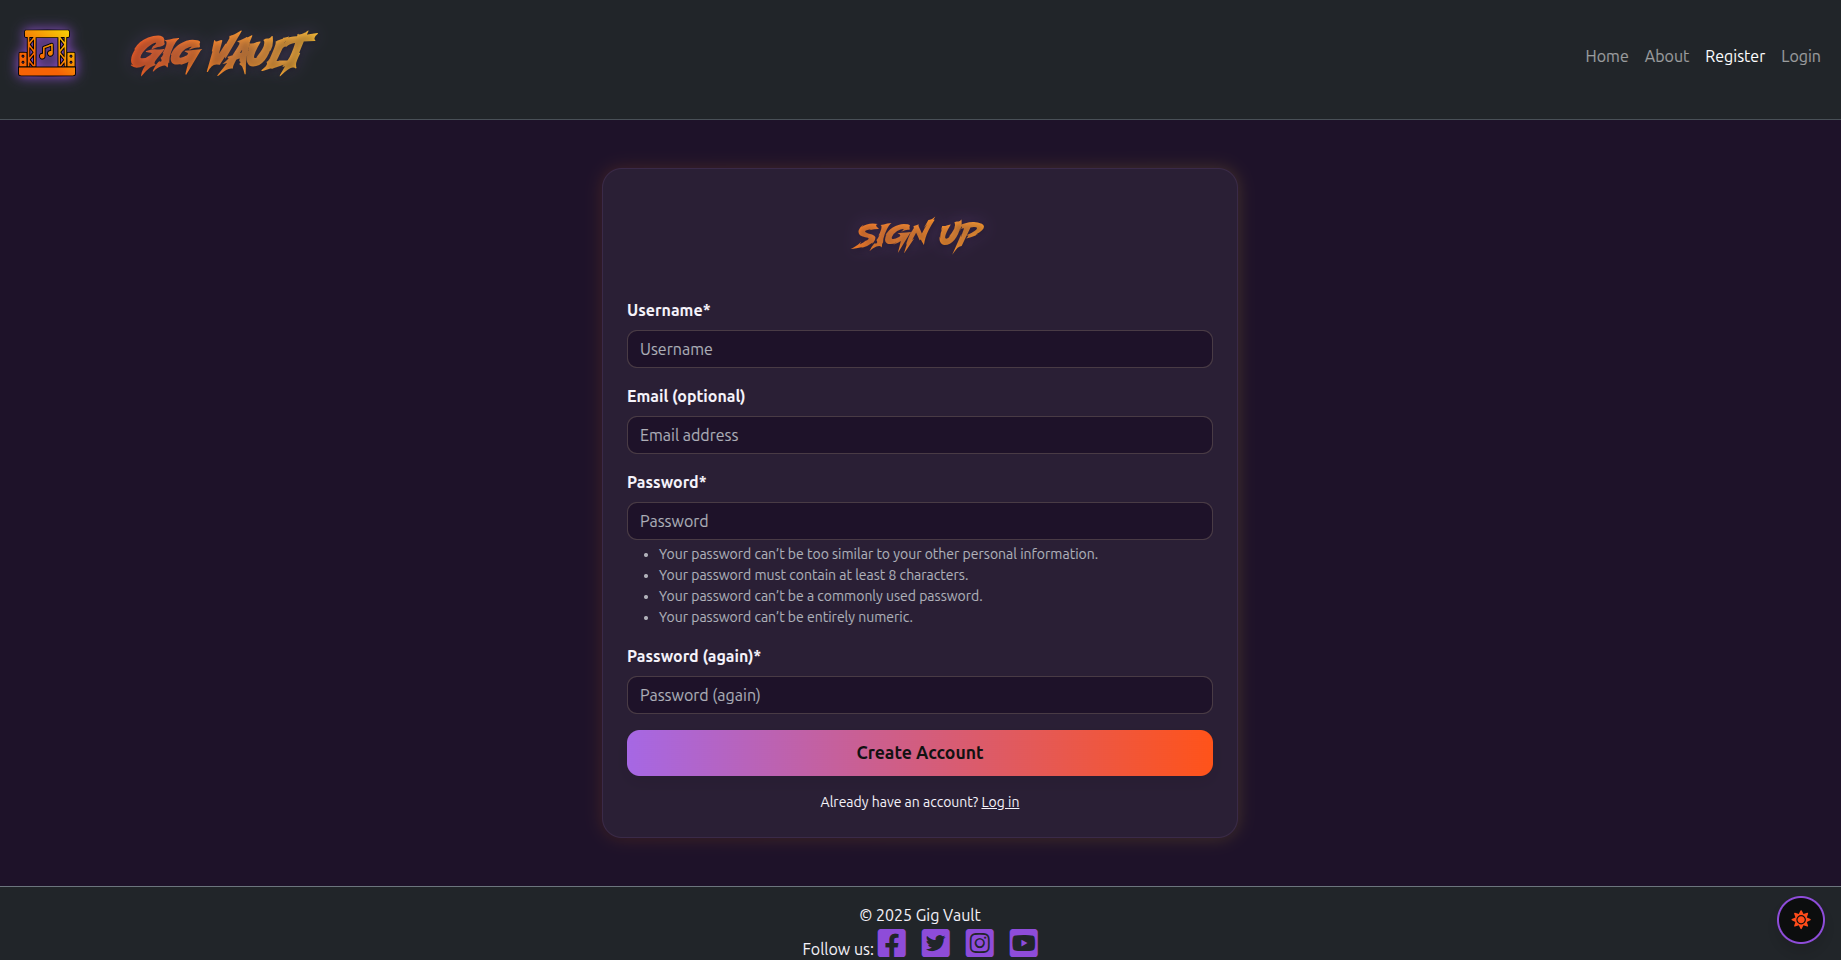 GIG VAULT
Home About Register Login
SIGN UP
Username*
Username
Email (optional)
Email address
Password*
Password
• Your password can’t be too similar to your other personal information.
• Your password must contain at least 8 characters.
• Your password can’t be a commonly used password.
• Your password can’t be entirely numeric.
Password (again)*
Password (again)
Create Account
Already have an account? Log in
© 2025 Gig Vault
Follow us: